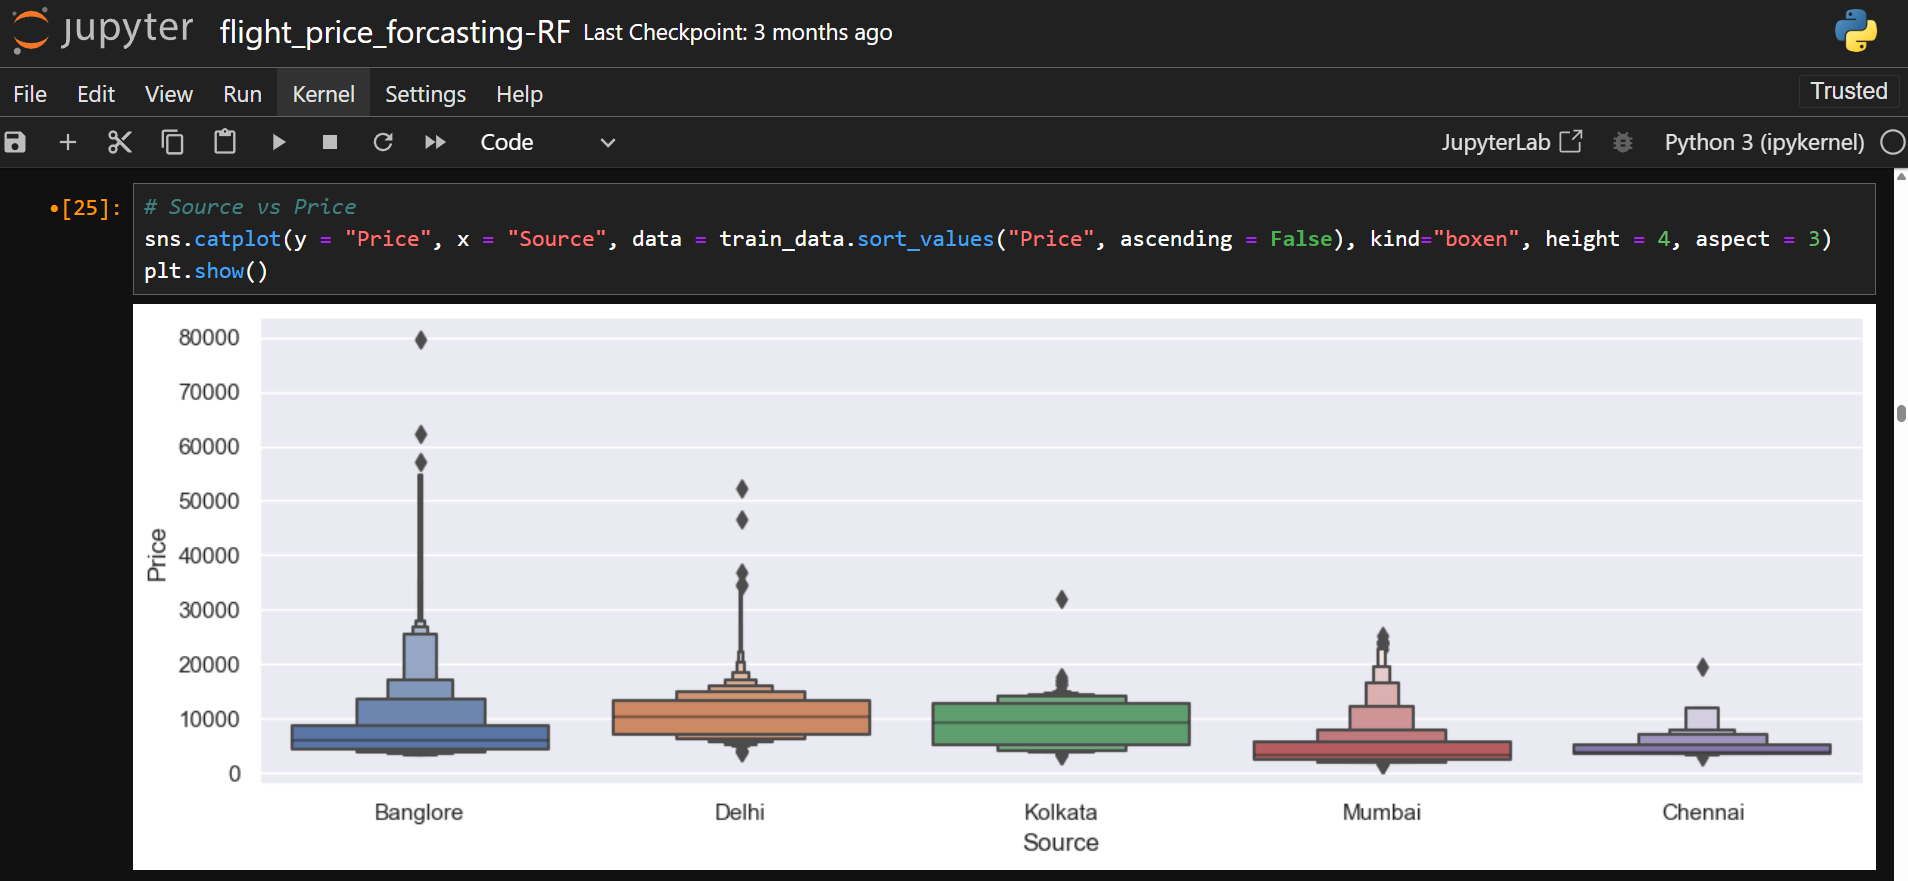 jupyter flight_price_forcasting-RF Last Checkpoint: 3 months ago
File Edit View Run Kernel Settings Help Trusted
Code JupyterLab Python 3 (ipykernel)
•[25]: # Source vs Price
sns.catplot(y = "Price", x = "Source", data = train_data.sort_values("Price", ascending = False), kind="boxen", height = 4, aspect = 3)
plt.show()
80000
70000
60000
50000
40000
30000
20000
10000
0
Price
Banglore Delhi Kolkata Mumbai Chennai
Source